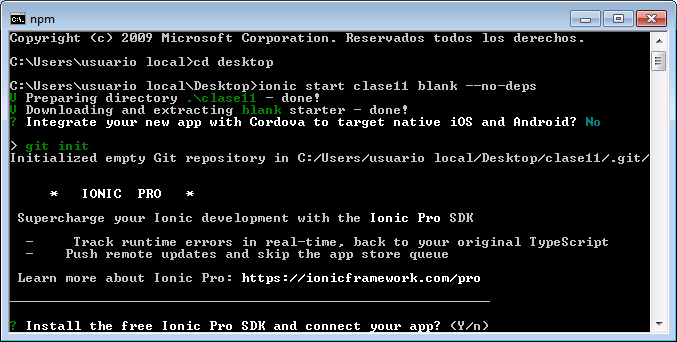 npm
Copyright (c) 2009 Microsoft Corporation. Reservados todos los derechos.
C:\Users\usuario local>cd desktop
C:\Users\usuario local\Desktop>ionic start clase11 blank --no-deps
V Preparing directory .\clase11 - done!
V Downloading and extracting blank starter - done!
? Integrate your new app with Cordova to target native iOS and Android? No
> git init
Initialized empty Git repository in C:/Users/usuario local/Desktop/clase11/.git/
* IONIC PRO *
Supercharge your Ionic development with the Ionic Pro SDK
- Track runtime errors in real-time, back to your original TypeScript
- Push remote updates and skip the app store queue
Learn more about Ionic Pro: https://ionicframework.com/pro
? Install the free Ionic Pro SDK and connect your app? (Y/n)